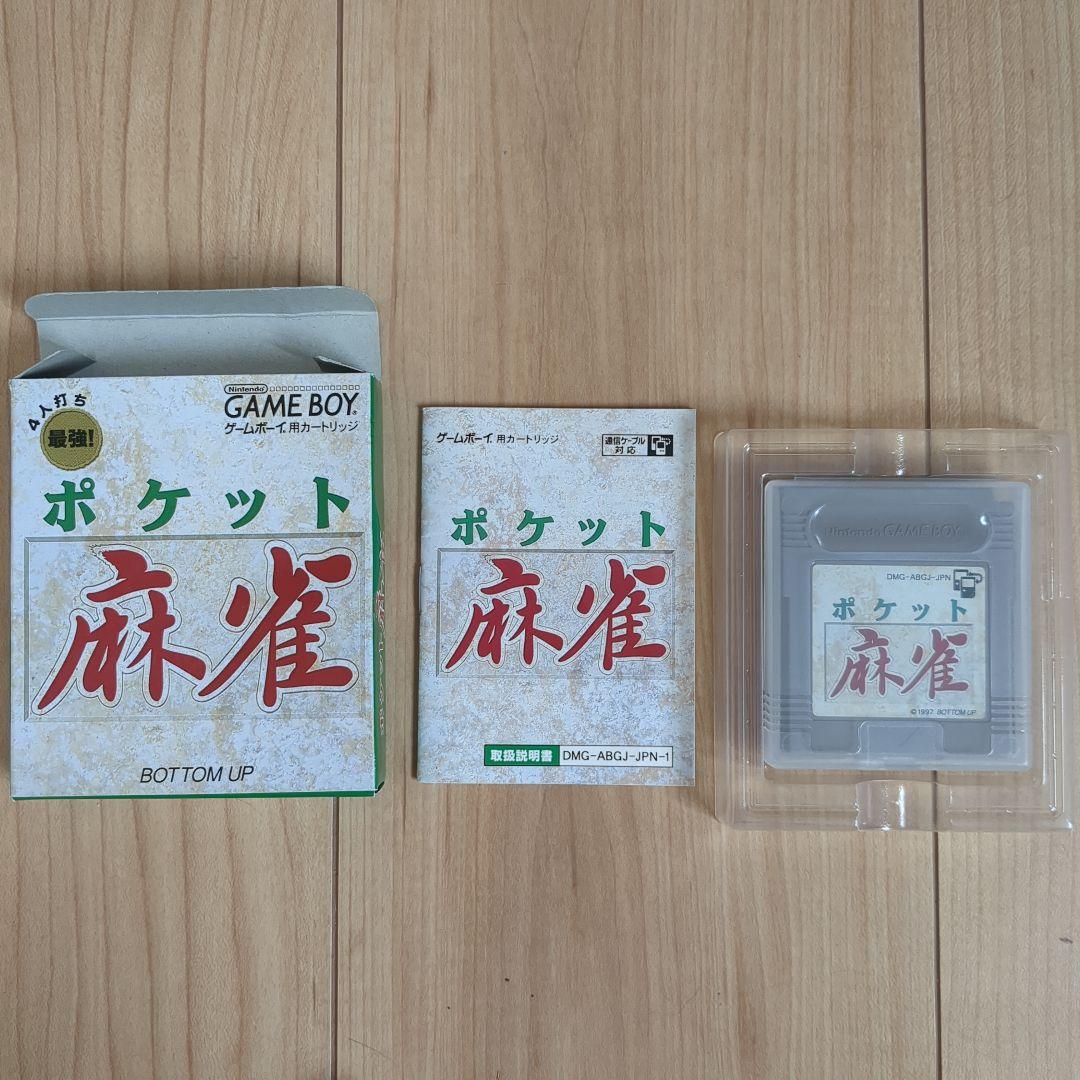 4人打ち
最強!
Nintendo
GAME BOY
ゲームボーイ用カートリッジ
ポケット
麻雀
BOTTOM UP
ゲームボーイ用カートリッジ
通信ケーブル
対応
ポケット
麻雀
取扱説明書 DMG-ABGJ-JPN-1
Nintendo GAME BOY
DMG-ABGJ-JPN
ポケット
麻雀
©1997 BOTTOM UP